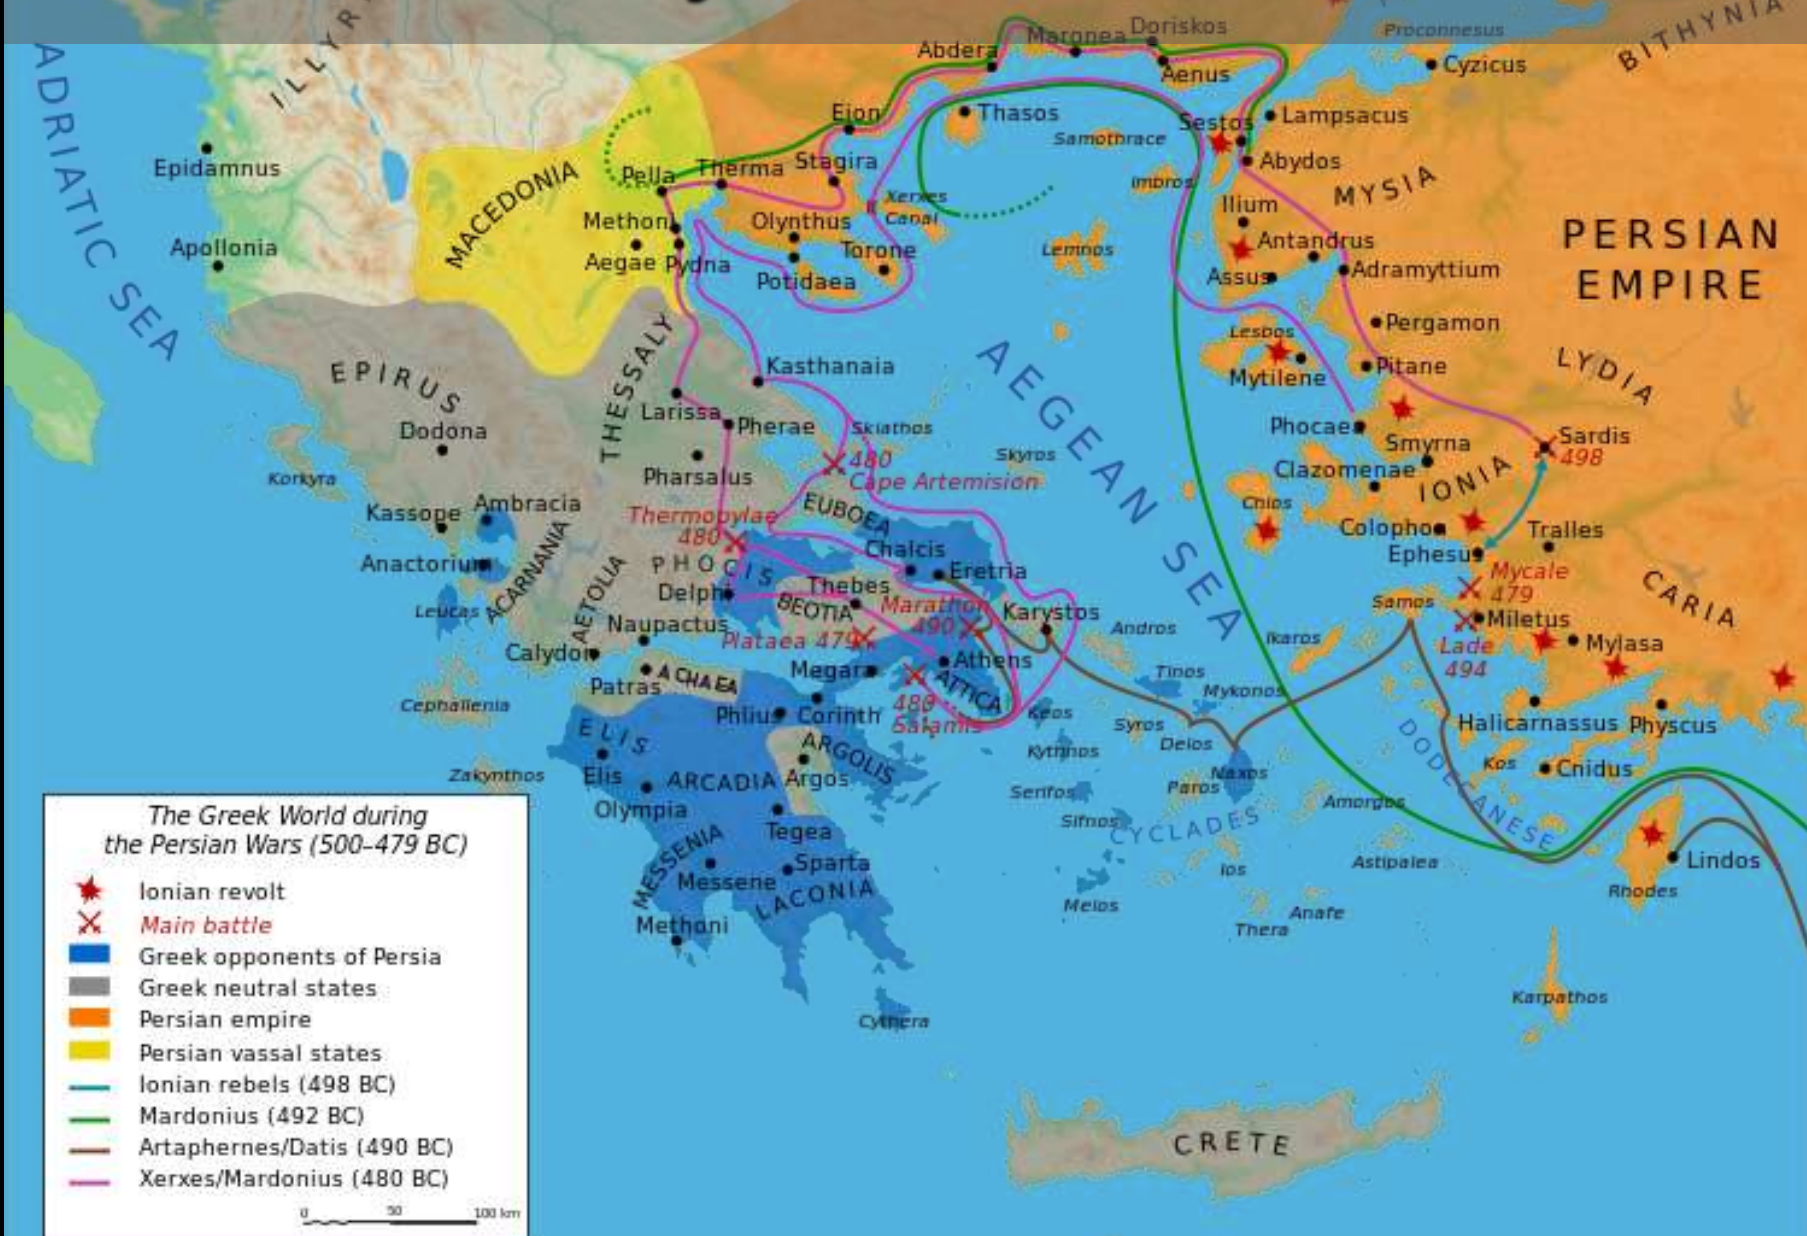 ADRIATIC SEA
Abdera
Maronea
Doriskos
Aenus
Proconnesus
BITHYNIA
Cyzicus
Eion
Thasos
Samothrace
Sestos
Lampsacus
Abydos
Epidamnus
MACEDONIA
Pella
Therma
Stagira
Xerxes
Canal
Imbros
MYSIA
Ilium
PERSIAN
EMPIRE
Apollonia
Methoni
Aegae
Pydna
Olynthus
Torone
Potidaea
Lemnos
Antandrus
Assus
Adramyttium
Pergamon
Lesbos
Mytilene
Pitane
LYDIA
EPIRUS
THESSALY
Kasthanaia
AEGEAN SEA
Larissa
Pherae
Skiathos
Dodona
Phocaea
Smyrna
Sardis
498
Korkyra
Pharsalus
480
Cape Artemision
Skyros
Clazomenae
IONIA
Kassope
Ambracia
Thermopylae
480
EUBOEA
Chios
Colophon
Tralles
Ephesus
Anactorium
ACARNANIA
PHOCIS
Chalcis
Eretria
Mycale
479
CARIA
Leucas
AETOLIA
Delphi
Thebes
BEOTIA
Marathon
490
Karystos
Samos
Miletus
Naupactus
Plataea 479
Andros
Ikaros
Lade
494
Mylasa
Calydon
Patras
ACHAEA
Megara
Athens
ATTICA
Tinos
Mykonos
Cephallenia
Phlius
Corinth
480
Salamis
Keos
Syros
Delos
Halicarnassus
Physcus
ELIS
Elis
ARGOLIS
Kythnos
Naxos
DODECANESE
Kos
Cnidus
Zakynthos
ARCADIA
Argos
Serifos
Paros
Amorgos
Olympia
Tegea
Sifnos
CYCLADES
MESSENIA
Messene
Sparta
LACONIA
Ios
Astipalea
Lindos
Rhodes
Methoni
Melos
Anafe
Thera
Cythera
Karpathos
CRETE
The Greek World during
the Persian Wars (500–479 BC)
Ionian revolt
Main battle
Greek opponents of Persia
Greek neutral states
Persian empire
Persian vassal states
Ionian rebels (498 BC)
Mardonius (492 BC)
Artaphernes/Datis (490 BC)
Xerxes/Mardonius (480 BC)
0 50 100 km